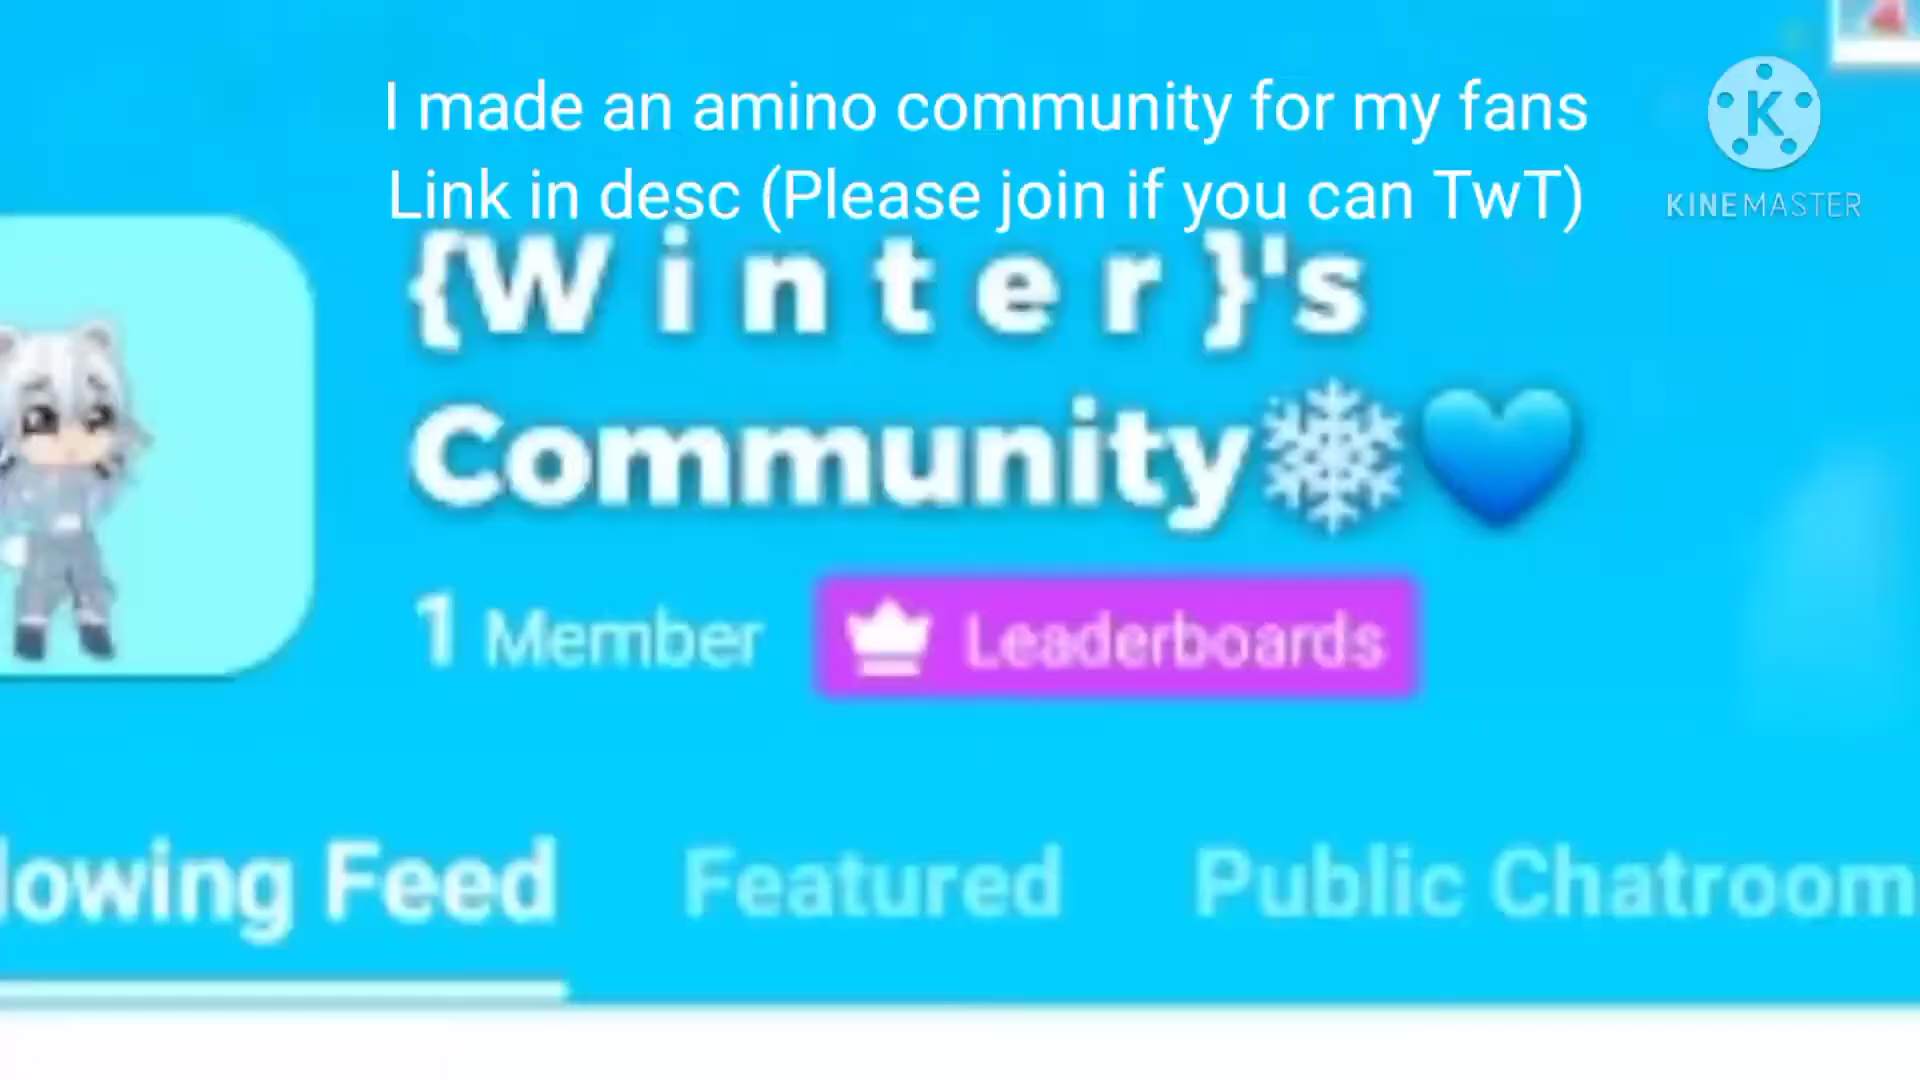 I made an amino community for my fans
Link in desc (Please join if you can TwT)
K
KINEMASTER
{W i n t e r}'s
Community❄💙
1 Member
Leaderboards
lowing Feed
Featured
Public Chatroom